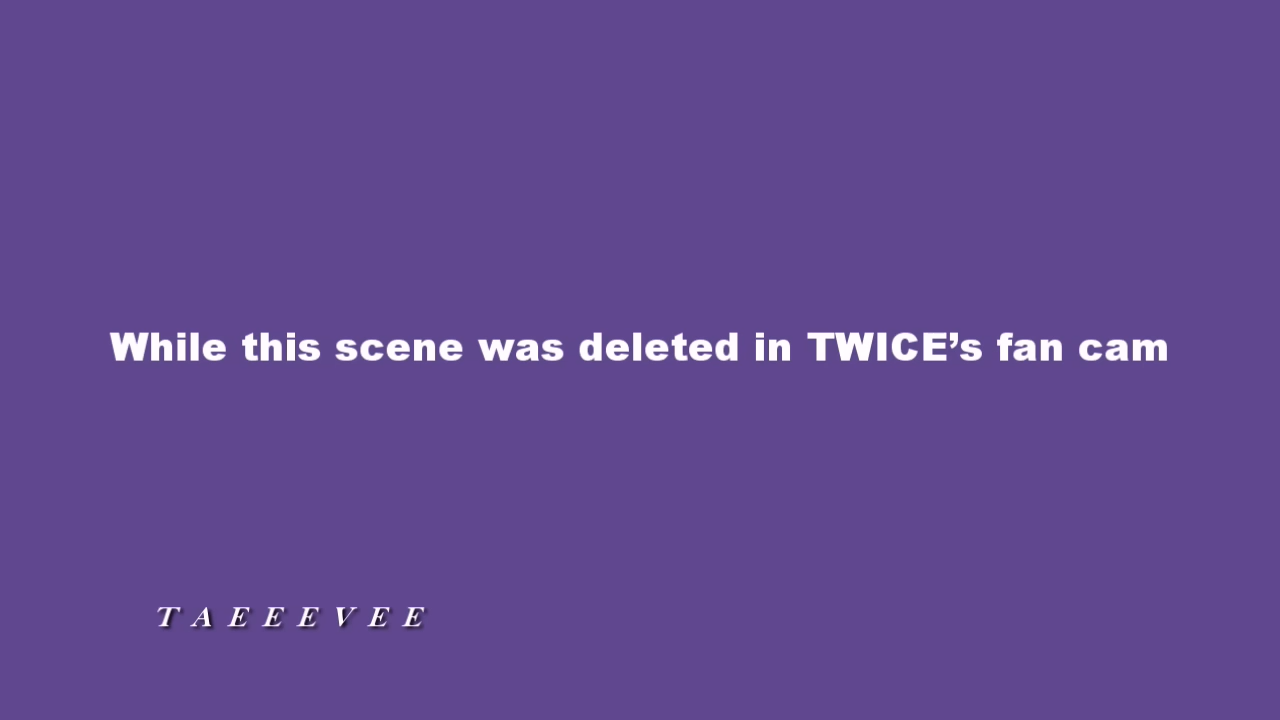 While this scene was deleted in TWICE’s fan cam
T A E E E V E E